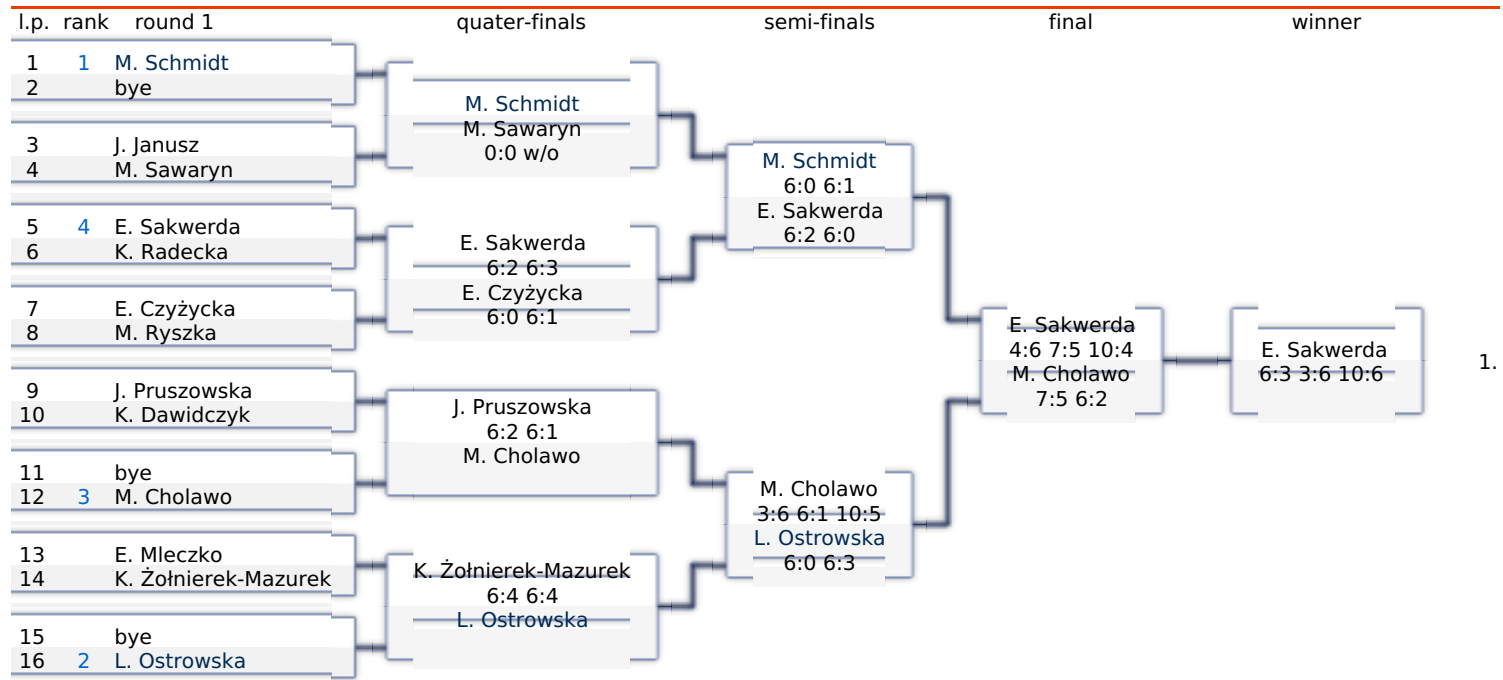 l.p. rank round 1 quater-finals semi-finals final winner
1 1 M. Schmidt
2 bye
3 J. Janusz
4 M. Sawaryn
5 4 E. Sakwerda
6 K. Radecka
7 E. Czyżycka
8 M. Ryszka
9 J. Pruszowska
10 K. Dawidczyk
11 bye
12 3 M. Cholawo
13 E. Mleczko
14 K. Żołnierek-Mazurek
15 bye
16 2 L. Ostrowska
M. Schmidt
M. Sawaryn
0:0 w/o
E. Sakwerda
6:2 6:3
E. Czyżycka
6:0 6:1
J. Pruszowska
6:2 6:1
M. Cholawo
K. Żołnierek-Mazurek
6:4 6:4
L. Ostrowska
M. Schmidt
6:0 6:1
E. Sakwerda
6:2 6:0
M. Cholawo
3:6 6:1 10:5
L. Ostrowska
6:0 6:3
E. Sakwerda
4:6 7:5 10:4
M. Cholawo
7:5 6:2
E. Sakwerda
6:3 3:6 10:6
1.